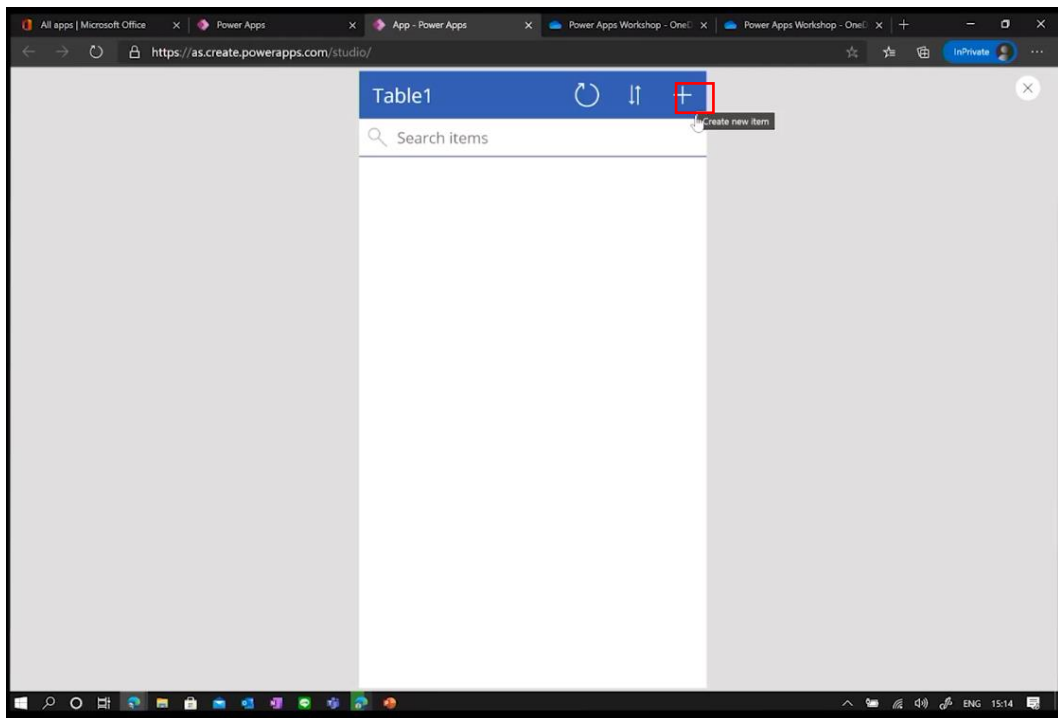 All apps | Microsoft Office
Power Apps
App - Power Apps
Power Apps Workshop - OneD
Power Apps Workshop - OneD
https://as.create.powerapps.com/studio/
InPrivate
Table1
Create new item
Search items
ENG 15:14